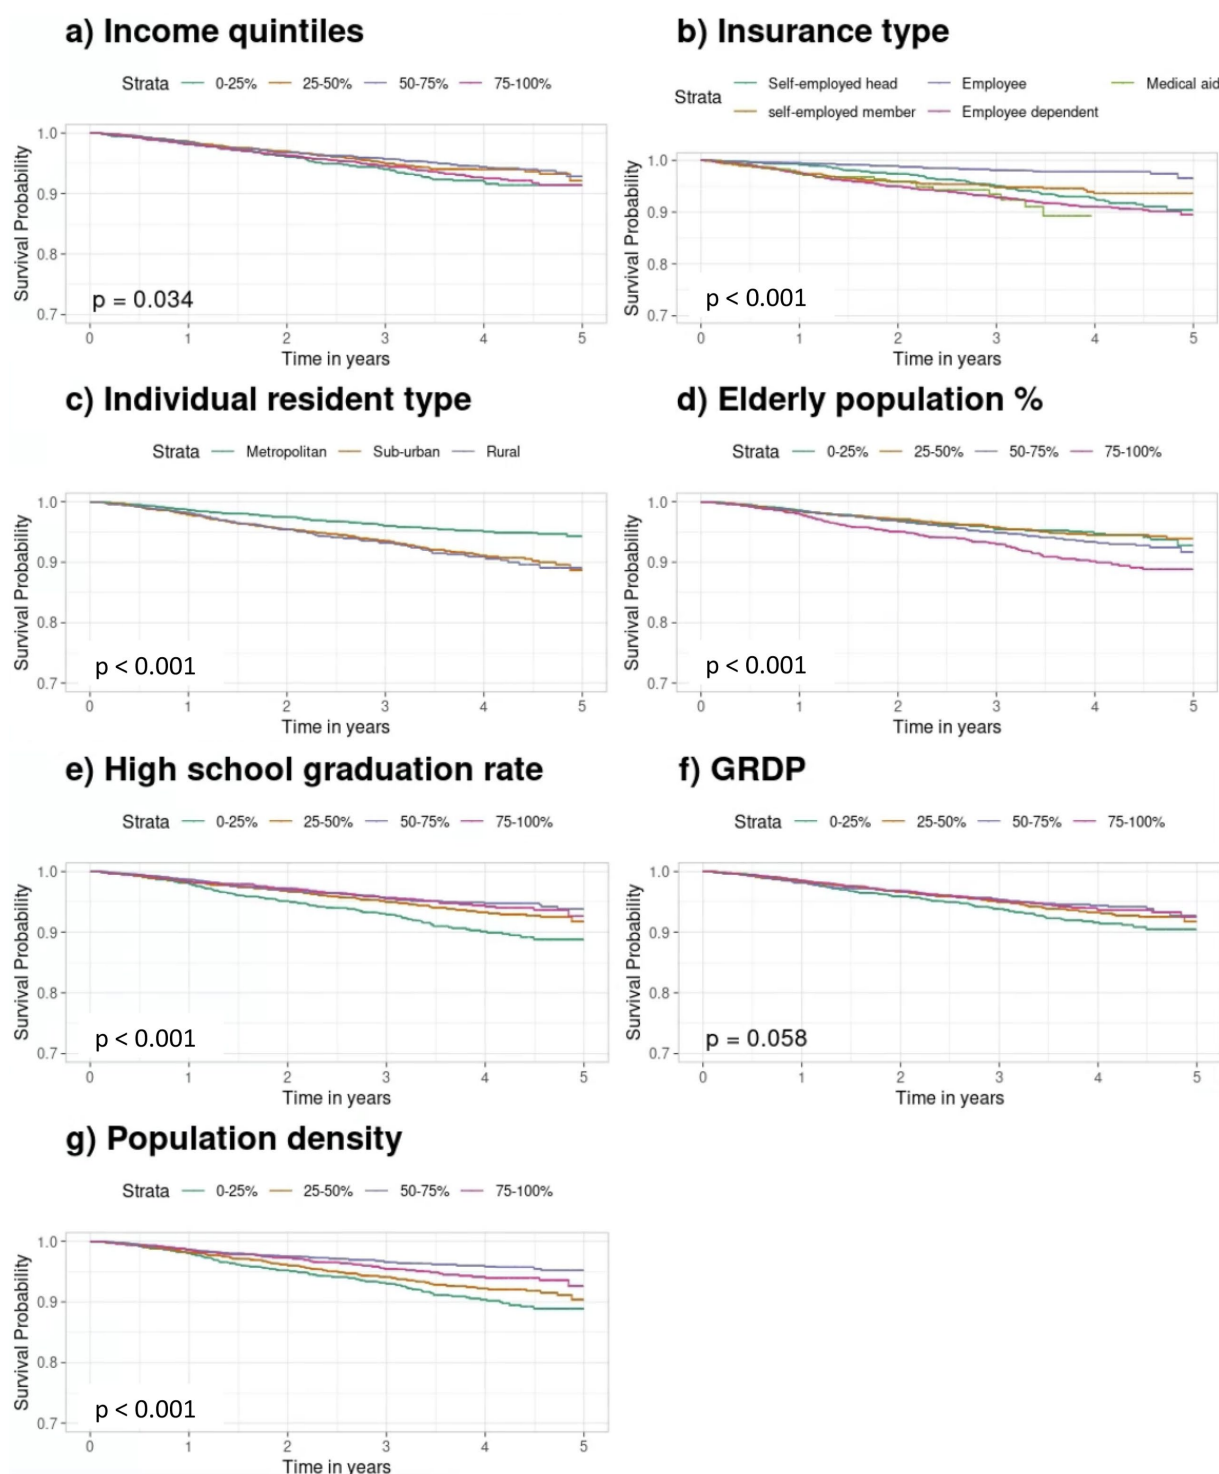 a) Income quintiles
Strata 0-25% 25-50% 50-75% 75-100%
Survival Probability
1.0
0.9
0.8
0.7
p = 0.034
0 1 2 3 4 5
Time in years
b) Insurance type
Strata
Self-employed head Employee Medical aid
self-employed member Employee dependent
Survival Probability
1.0
0.9
0.8
0.7
p < 0.001
0 1 2 3 4 5
Time in years
c) Individual resident type
Strata Metropolitan Sub-urban Rural
Survival Probability
1.0
0.9
0.8
0.7
p < 0.001
0 1 2 3 4 5
Time in years
d) Elderly population %
Strata 0-25% 25-50% 50-75% 75-100%
Survival Probability
1.0
0.9
0.8
0.7
p < 0.001
0 1 2 3 4 5
Time in years
e) High school graduation rate
Strata 0-25% 25-50% 50-75% 75-100%
Survival Probability
1.0
0.9
0.8
0.7
p < 0.001
0 1 2 3 4 5
Time in years
f) GRDP
Strata 0-25% 25-50% 50-75% 75-100%
Survival Probability
1.0
0.9
0.8
0.7
p = 0.058
0 1 2 3 4 5
Time in years
g) Population density
Strata 0-25% 25-50% 50-75% 75-100%
Survival Probability
1.0
0.9
0.8
0.7
p < 0.001
0 1 2 3 4 5
Time in years